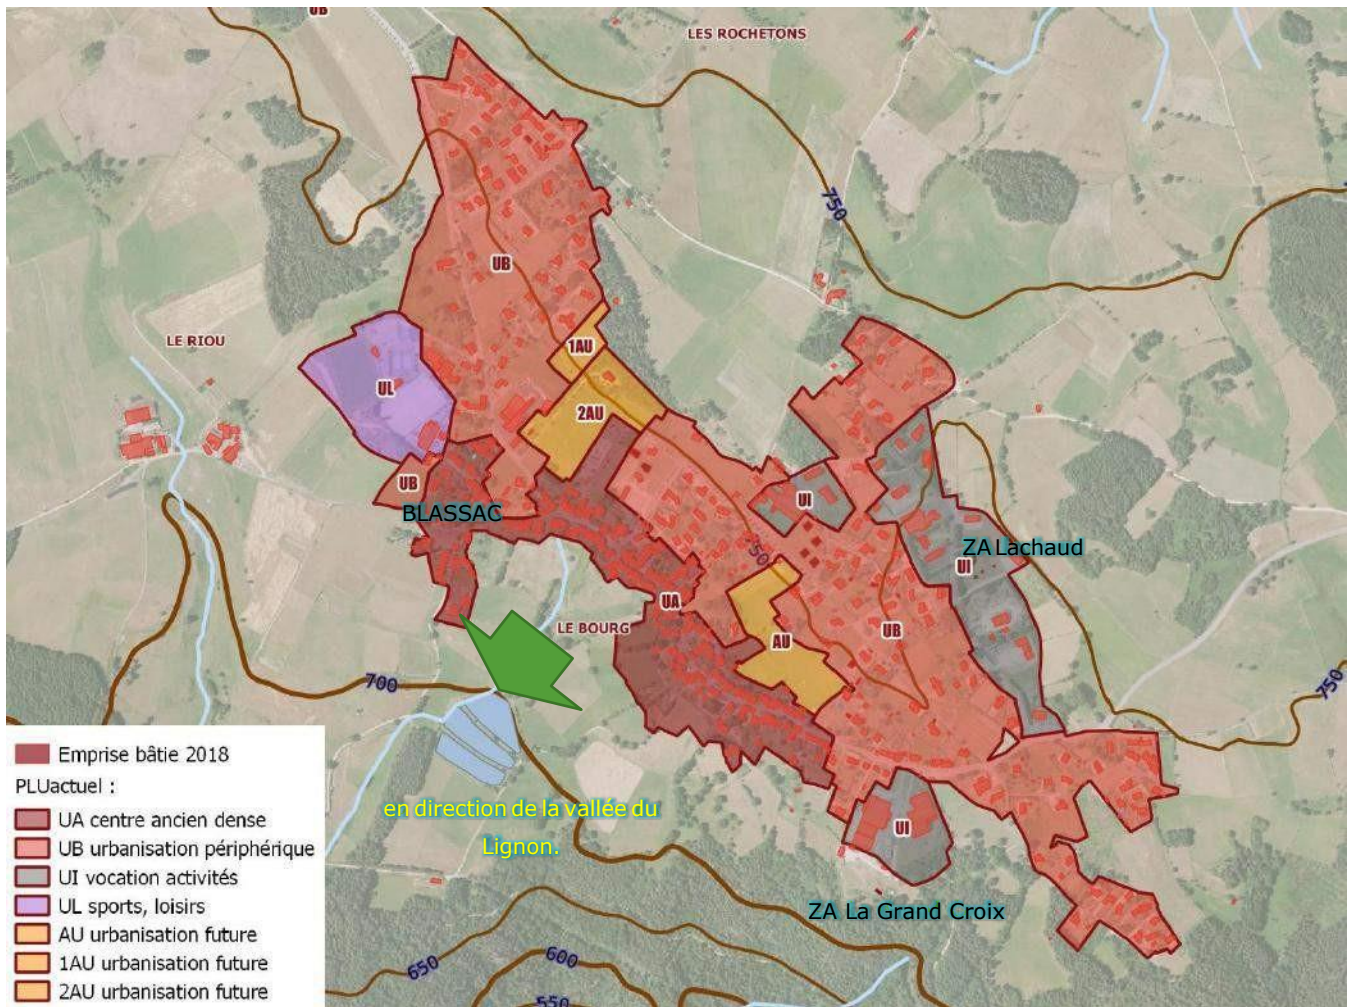 UB
LES ROCHETONS
750
UB
LE RIOU
1AU
UL
2AU
UB
BLASSAC
UI
ZA Lachaud
UI
750
UA
LE BOURG
AU
UB
700
750
en direction de la vallée du
Lignon.
UI
ZA La Grand Croix
650
600
550
Emprise bâtie 2018
PLUactuel :
UA centre ancien dense
UB urbanisation périphérique
UI vocation activités
UL sports, loisirs
AU urbanisation future
1AU urbanisation future
2AU urbanisation future